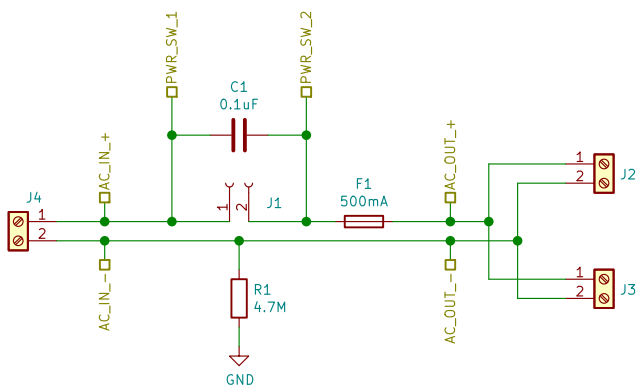 PWR_SW_1
PWR_SW_2
C1
0.1uF
AC_IN_+
AC_OUT_+
F1
500mA
J1
1
2
J4
1
2
1
2
J2
AC_IN_-
AC_OUT_-
R1
4.7M
1
2
J3
GND